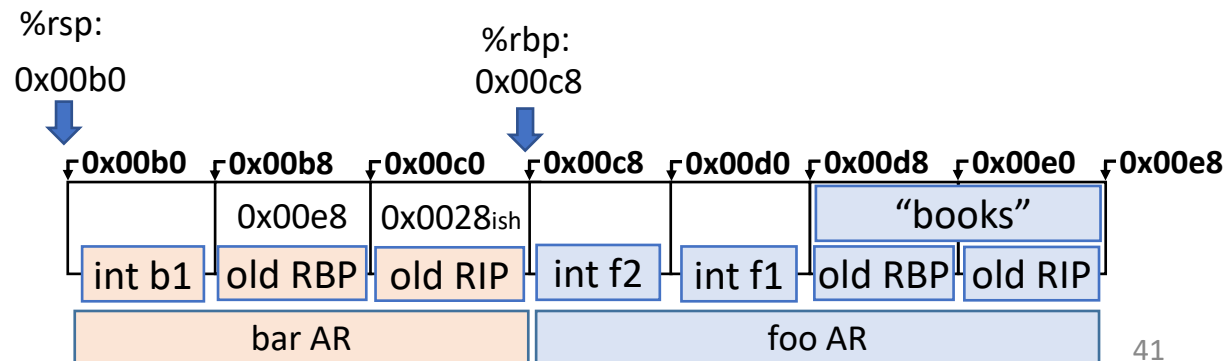 %rsp:
0x00b0
%rbp:
0x00c8
0x00b0 0x00b8 0x00c0 0x00c8 0x00d0 0x00d8 0x00e0 0x00e8
0x00e8 0x0028ish “books”
int b1 old RBP old RIP int f2 int f1 old RBP old RIP
bar AR foo AR
41